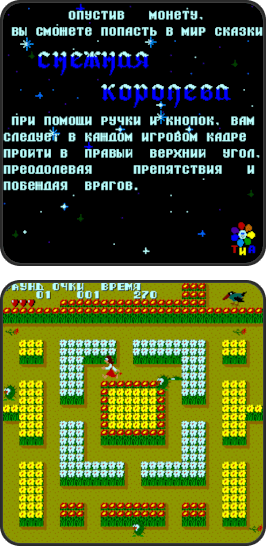 опустив монету,
вы сможете попасть в мир сказки
снежная
королева
при помощи ручки и кнопок, вам
следует в каждом игровом кадре
пройти в правый верхний угол,
преодолевая препятствия и
побеждая врагов.
тиа
аунд очки время
01 001 270